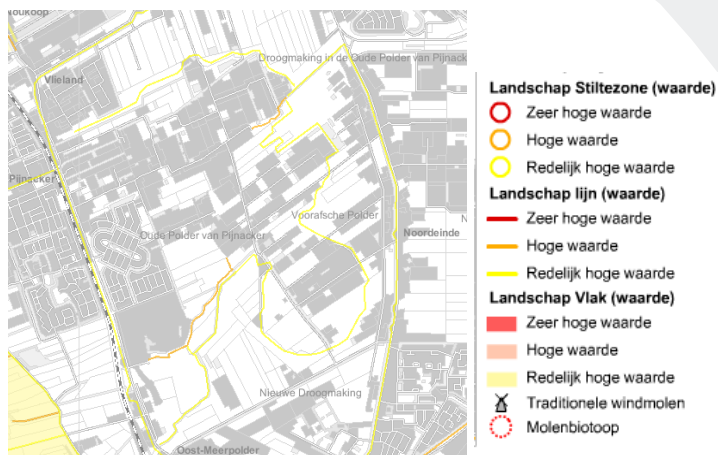 Droogmaking in de Oude Polder van Pijnack
Vlieland
Pijnacker
Voorafsche Polder
Oude Polder van Pijnacker
Noordeinde
N
Nieuwe Droogmaking
Oost-Meerpolder
Landschap Stiltezone (waarde)
Zeer hoge waarde
Hoge waarde
Redelijk hoge waarde
Landschap lijn (waarde)
Zeer hoge waarde
Hoge waarde
Redelijk hoge waarde
Landschap Vlak (waarde)
Zeer hoge waarde
Hoge waarde
Redelijk hoge waarde
Traditionele windmolen
Molenbiotoop